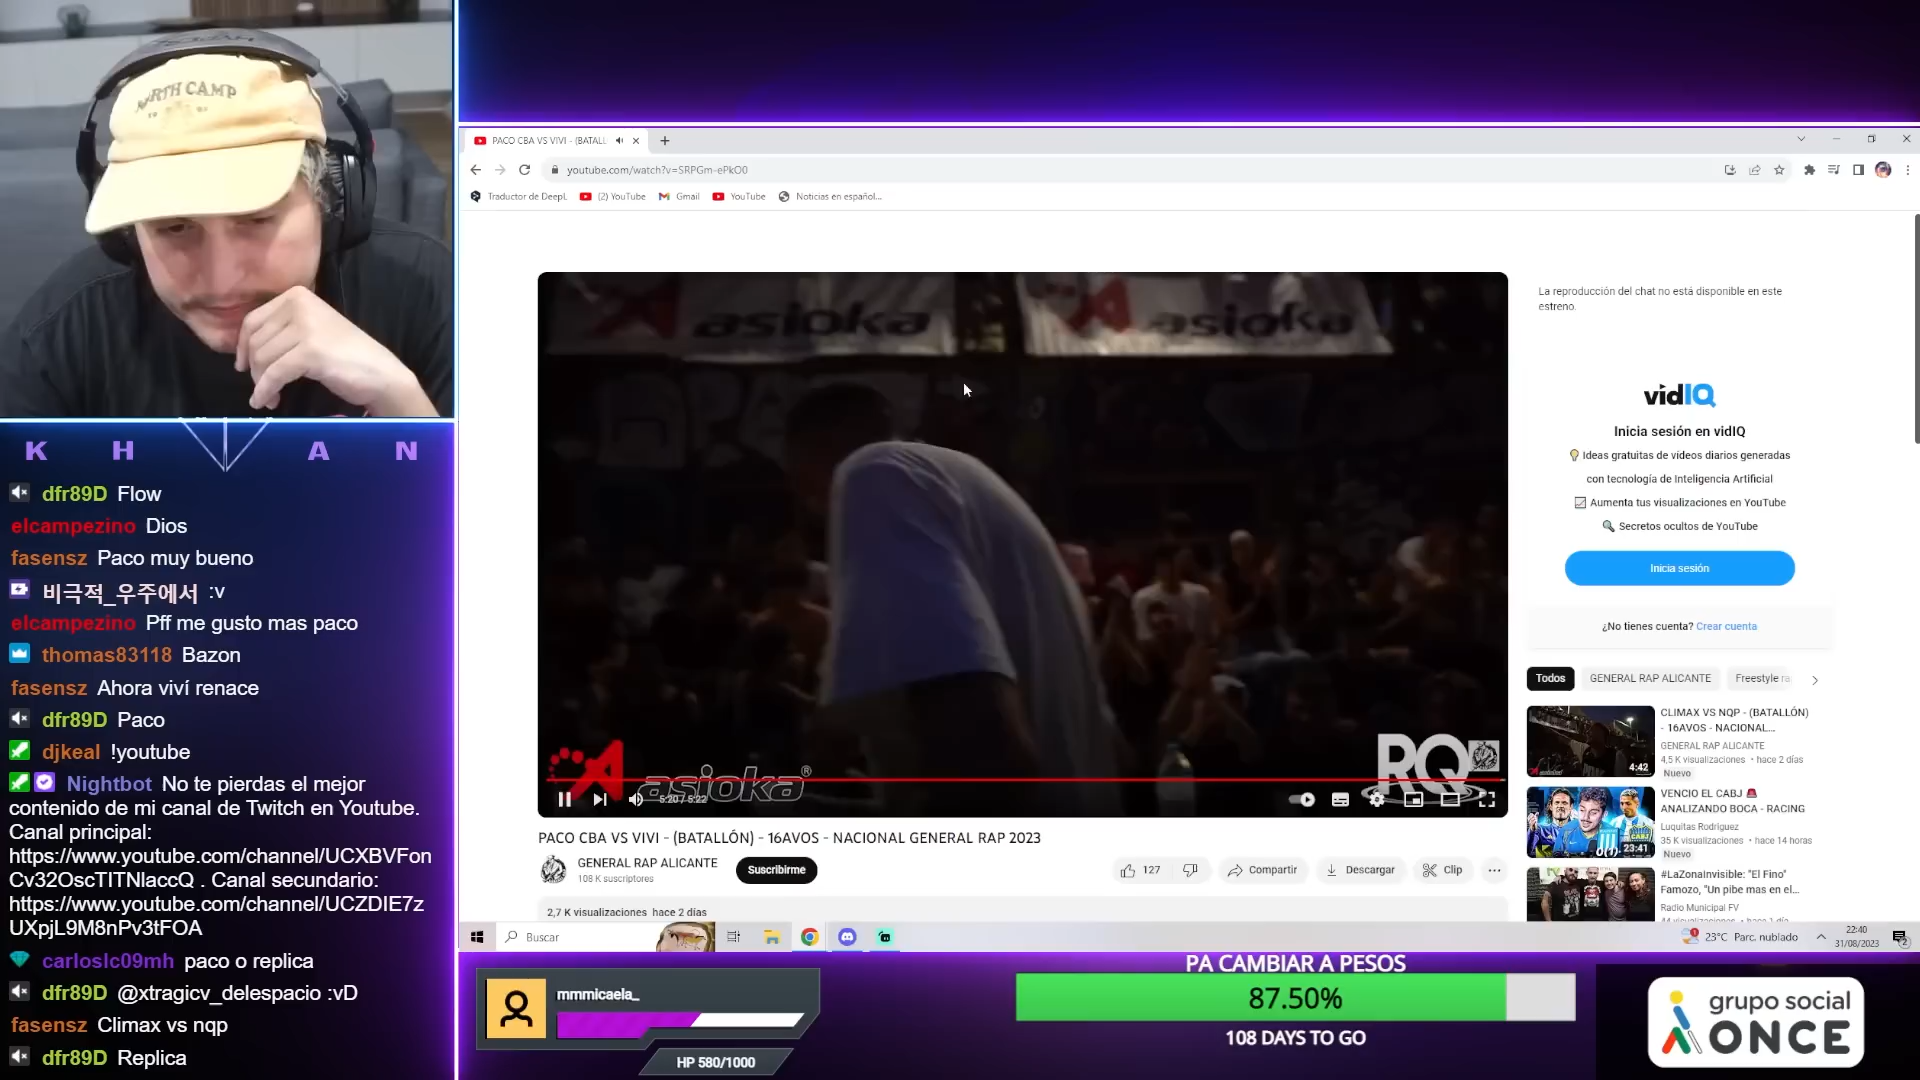 NORTH CAMP
K H A N
dfr89D Flow
elcampezino Dios
fasensz Paco muy bueno
비극적_우주에서 :v
elcampezino Pff me gusto mas paco
thomas83118 Bazon
fasensz Ahora viví renace
dfr89D Paco
djkeal !youtube
Nightbot No te pierdas el mejor
contenido de mi canal de Twitch en Youtube.
Canal principal:
https://www.youtube.com/channel/UCXBVFon
Cv32OscTITNlaccQ . Canal secundario:
https://www.youtube.com/channel/UCZDIE7z
UXpjL9M8nPv3tFOA
carloslc09mh paco o replica
dfr89D @xtragicv_delespacio :vD
fasensz Climax vs nqp
dfr89D Replica
PACO CBA VS VIVI - (BATALL
youtube.com/watch?v=SRPGm-ePkO0
Traductor de DeepL
(2) YouTube
Gmail
YouTube
Noticias en español...
asioka
asioka
asioka®
RQ
5:20 / 5:22
PACO CBA VS VIVI - (BATALLÓN) - 16AVOS - NACIONAL GENERAL RAP 2023
GENERAL RAP ALICANTE
108 K suscriptores
Suscribirme
127
Compartir
Descargar
Clip
2,7 K visualizaciones hace 2 días
La reproducción del chat no está disponible en este
estreno.
vidIQ
Inicia sesión en vidIQ
Ideas gratuitas de vídeos diarios generadas
con tecnología de Inteligencia Artificial
Aumenta tus visualizaciones en YouTube
Secretos ocultos de YouTube
Inicia sesión
¿No tienes cuenta? Crear cuenta
Todos
GENERAL RAP ALICANTE
Freestyle ra
CLIMAX VS NQP - (BATALLÓN)
- 16AVOS - NACIONAL...
GENERAL RAP ALICANTE
4,5 K visualizaciones • hace 2 días
Nuevo
4:42
VENCIO EL CABJ 🚨
ANALIZANDO BOCA - RACING
Luquitas Rodriguez
35 K visualizaciones • hace 14 horas
Nuevo
23:41
#LaZonaInvisible: "El Fino"
Famozo, "Un pibe mas en el...
Radio Municipal FV
44 visualizaciones • hace 1 día
Buscar
23°C Parc. nublado
22:40
31/08/2023
mmmicaela_
HP 580/1000
PA CAMBIAR A PESOS
87.50%
108 DAYS TO GO
grupo social
ONCE